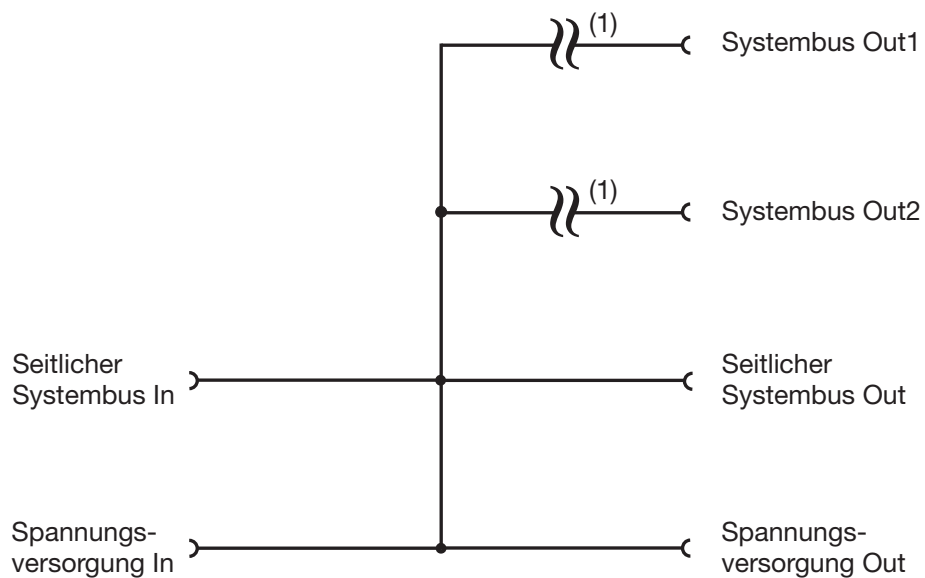 (1)
Systembus Out1
(1)
Systembus Out2
Seitlicher
Systembus In
Seitlicher
Systembus Out
Spannungs-
versorgung In
Spannungs-
versorgung Out